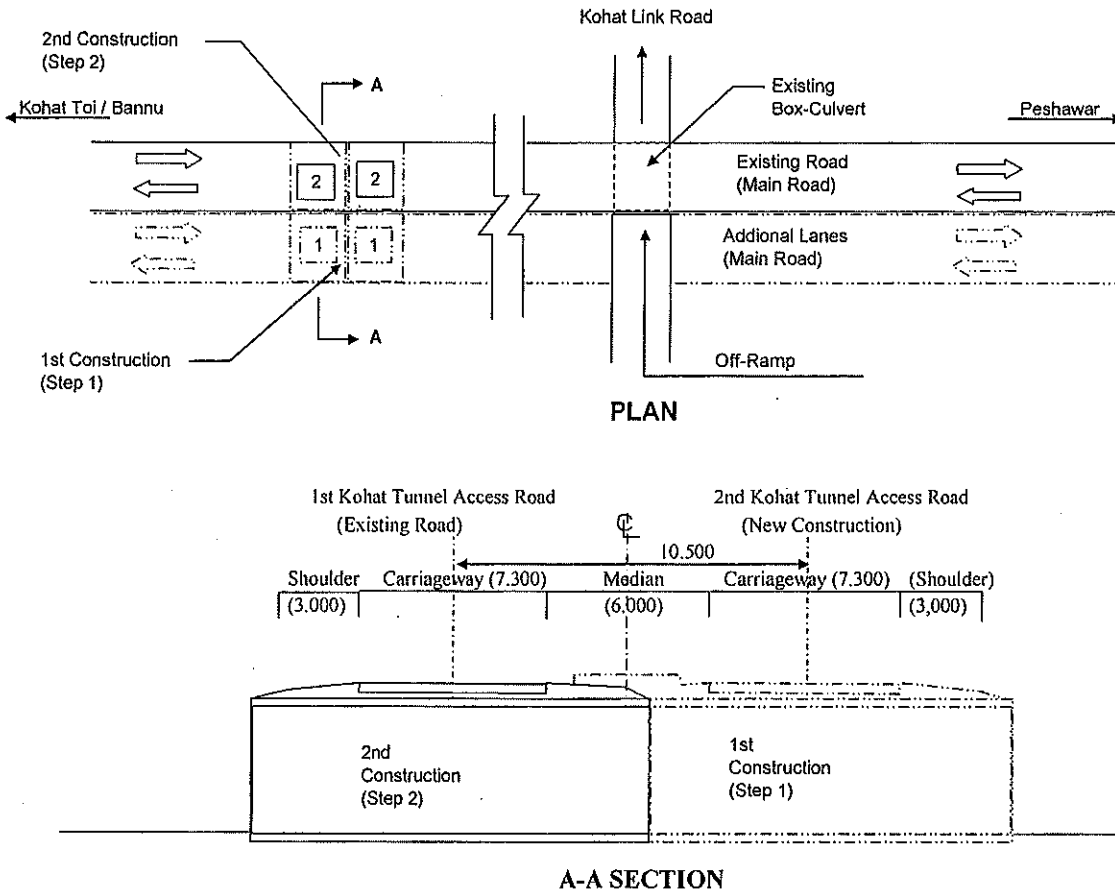 Kohat Link Road
2nd Construction
(Step 2)
A
Existing
Box-Culvert
Kohat Toi / Bannu
Peshawar
2
2
Existing Road
(Main Road)
1
1
Addional Lanes
(Main Road)
A
1st Construction
(Step 1)
Off-Ramp
PLAN
1st Kohat Tunnel Access Road
(Existing Road)
2nd Kohat Tunnel Access Road
(New Construction)
CL
10.500
Shoulder
(3.000)
Carriageway (7.300)
Median
(6,000)
Carriageway (7.300)
(Shoulder)
(3,000)
2nd
Construction
(Step 2)
1st
Construction
(Step 1)
A-A SECTION